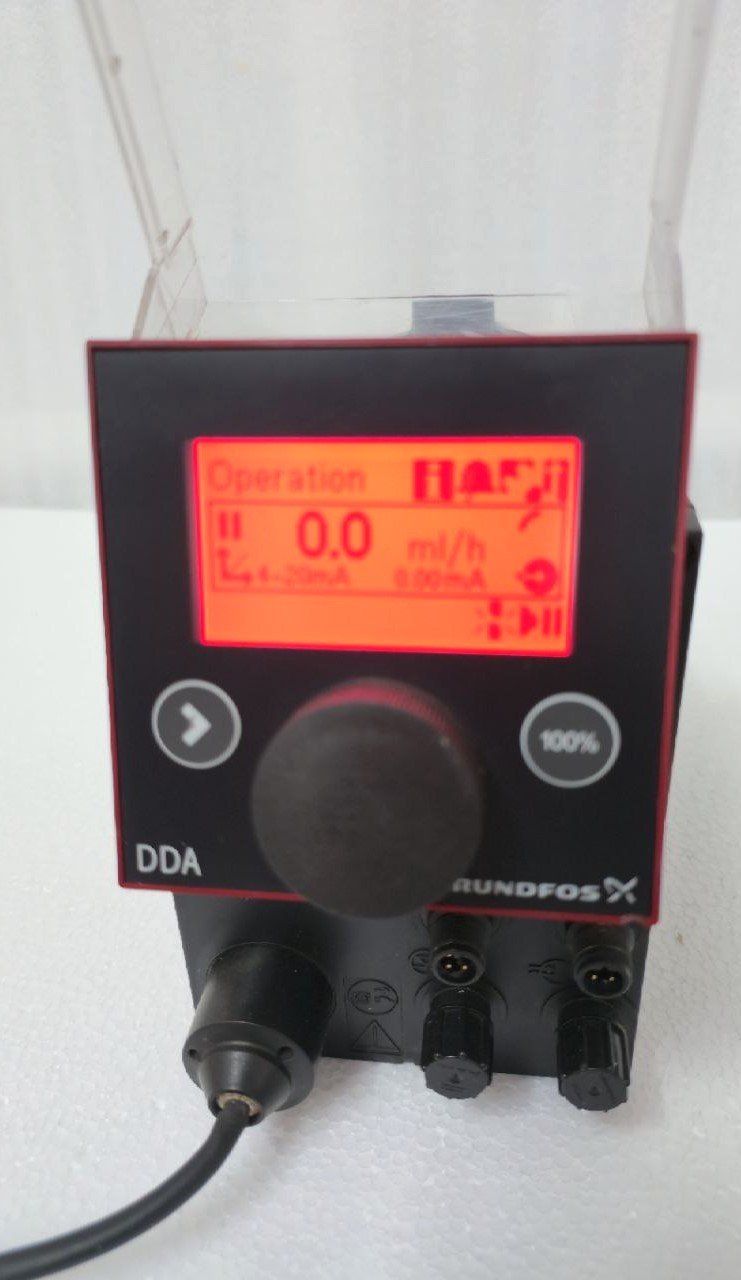 Operation
0.0 ml/h
4-20mA 0.00mA
100%
DDA
RUNDFOS